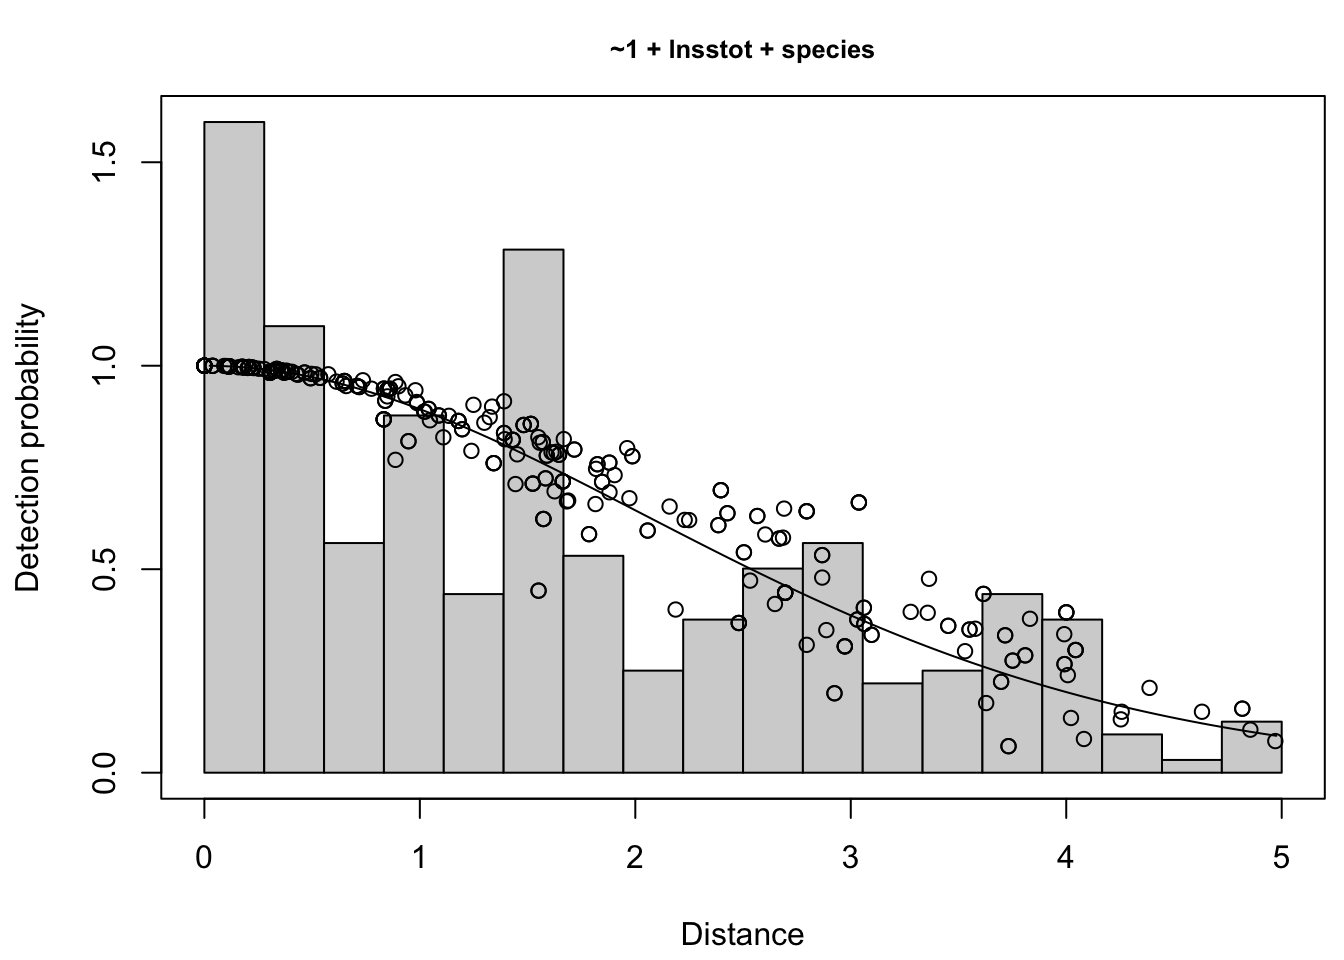 ~1 + lnsstot + species
Detection probability
1.5
1.0
0.5
0.0
0 1 2 3 4 5
Distance